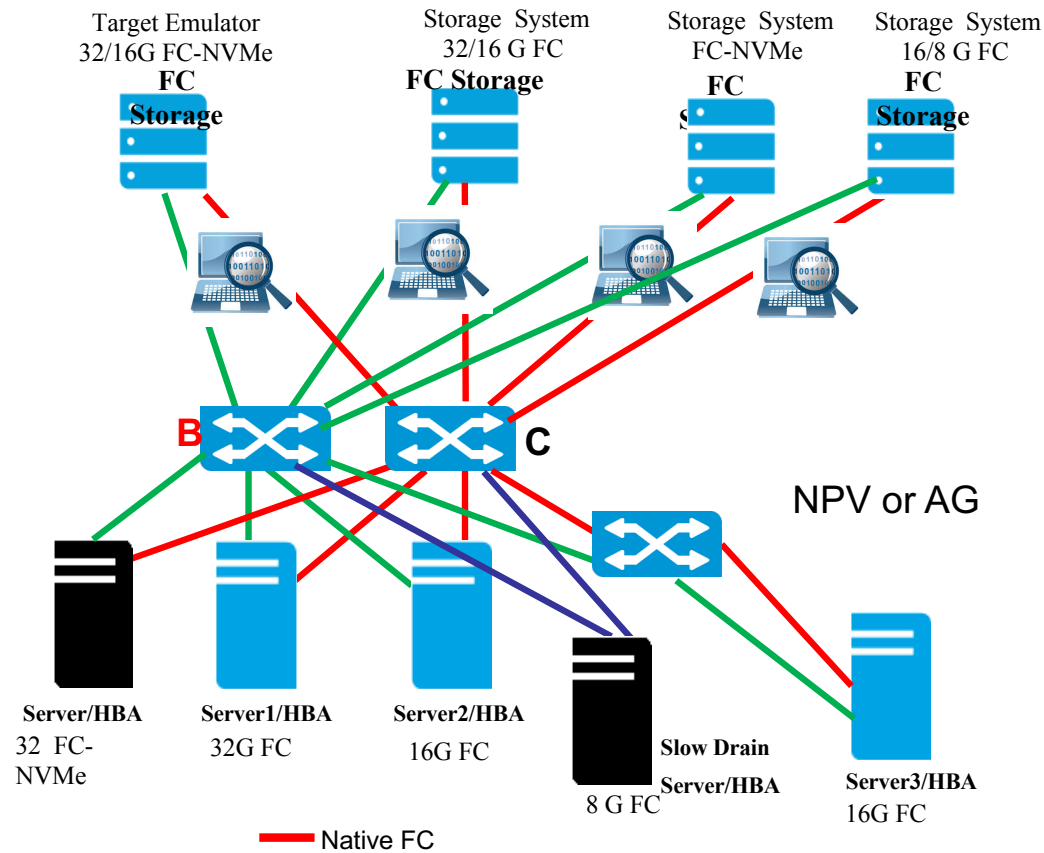 Target Emulator
32/16G FC-NVMe
FC
Storage
Storage System
32/16 G FC
FC Storage
Storage System
FC-NVMe
FC
S
Storage System
16/8 G FC
FC
Storage
B
C
NPV or AG
Server/HBA
32 FC-
NVMe
Server1/HBA
32G FC
Server2/HBA
16G FC
Slow Drain
Server/HBA
8 G FC
Server3/HBA
16G FC
Native FC